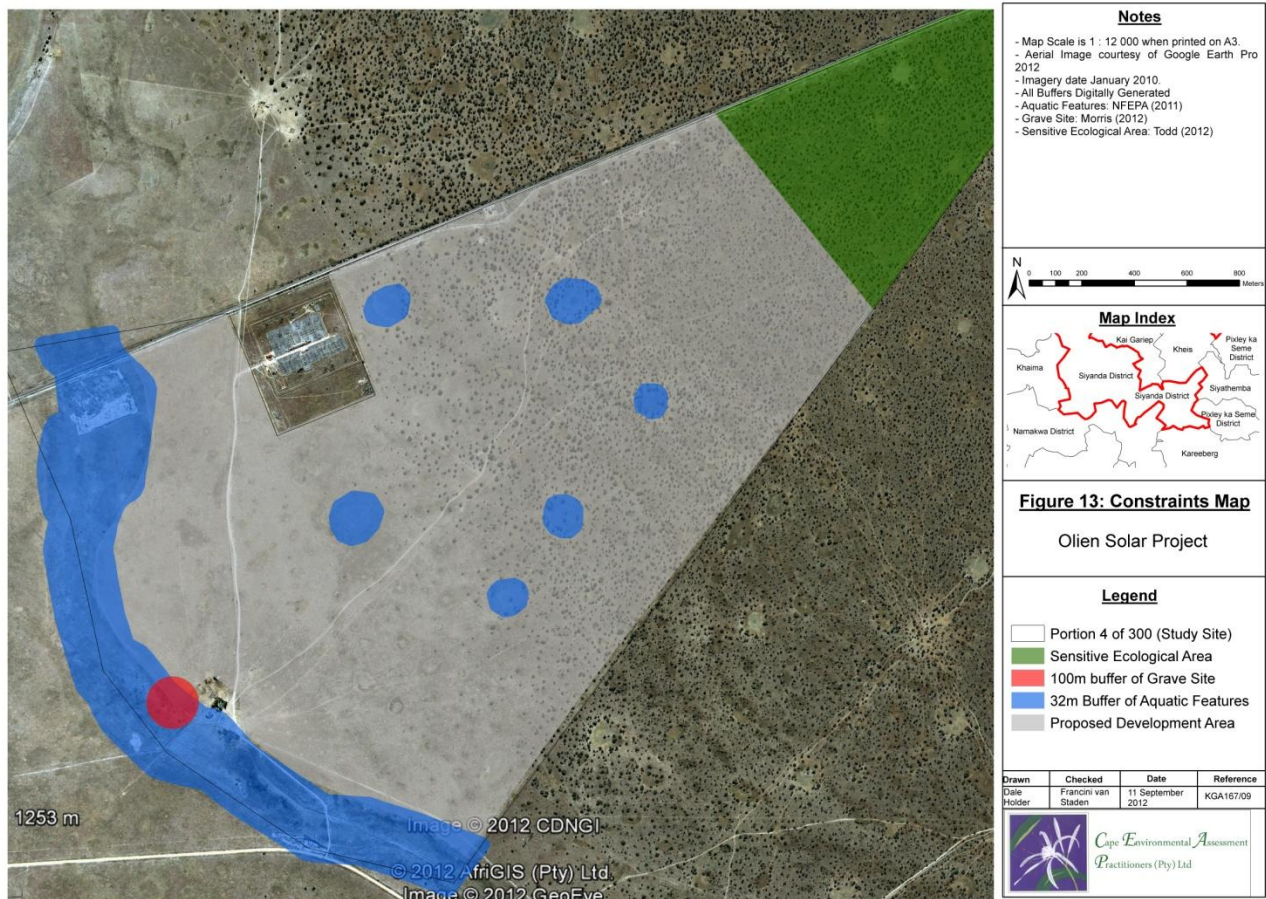 1253 m
Image © 2012 CDNGI
© 2012 AfriGIS (Pty) Ltd.
Image © 2012 GeoEye
Notes
- Map Scale is 1 : 12 000 when printed on A3.
- Aerial Image courtesy of Google Earth Pro
2012
- Imagery date January 2010.
- All Buffers Digitally Generated
- Aquatic Features: NFEPA (2011)
- Grave Site: Morris (2012)
- Sensitive Ecological Area: Todd (2012)
N
0 100 200 400 600 800
Meters
Map Index
Kai Gariep
Kheis
Pixley ka
Seme
District
Khaima
Siyanda District
Siyathemba
Siyanda District
Pixley ka Seme
District
Namakwa District
Kareeberg
Figure 13: Constraints Map
Olien Solar Project
Legend
Portion 4 of 300 (Study Site)
Sensitive Ecological Area
100m buffer of Grave Site
32m Buffer of Aquatic Features
Proposed Development Area
Drawn Checked Date Reference
Dale Holder
Francini van Staden
11 September 2012
KGA167/09
Cape Environmental Assessment
Practitioners (Pty) Ltd